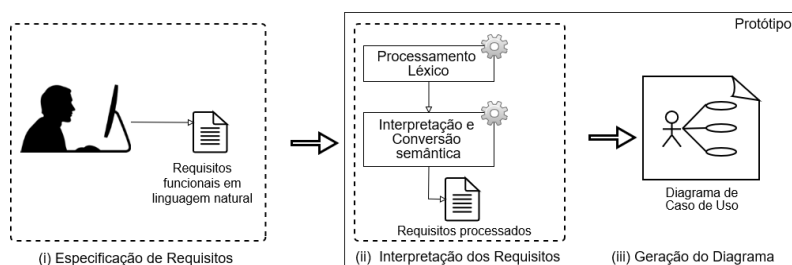 Protótipo
Requisitos
funcionais em
linguagem natural
(i) Especificação de Requisitos
Processamento
Léxico
Interpretação e
Conversão
semântica
Requisitos processados
(ii) Interpretação dos Requisitos
Diagrama de
Caso de Uso
(iii) Geração do Diagrama